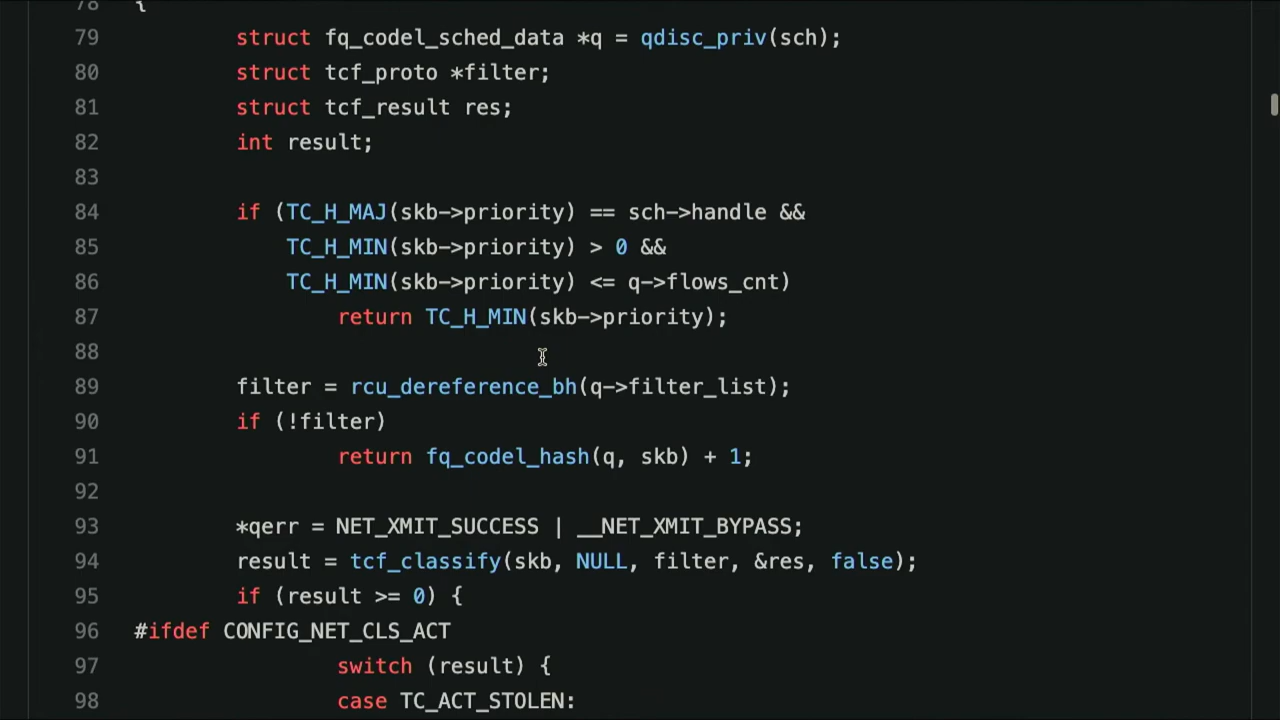 78 {
79 struct fq_codel_sched_data *q = qdisc_priv(sch);
80 struct tcf_proto *filter;
81 struct tcf_result res;
82 int result;
83
84 if (TC_H_MAJ(skb->priority) == sch->handle &&
85 TC_H_MIN(skb->priority) > 0 &&
86 TC_H_MIN(skb->priority) <= q->flows_cnt)
87 return TC_H_MIN(skb->priority);
88
89 filter = rcu_dereference_bh(q->filter_list);
90 if (!filter)
91 return fq_codel_hash(q, skb) + 1;
92
93 *qerr = NET_XMIT_SUCCESS | __NET_XMIT_BYPASS;
94 result = tcf_classify(skb, NULL, filter, &res, false);
95 if (result >= 0) {
96 #ifdef CONFIG_NET_CLS_ACT
97 switch (result) {
98 case TC_ACT_STOLEN: